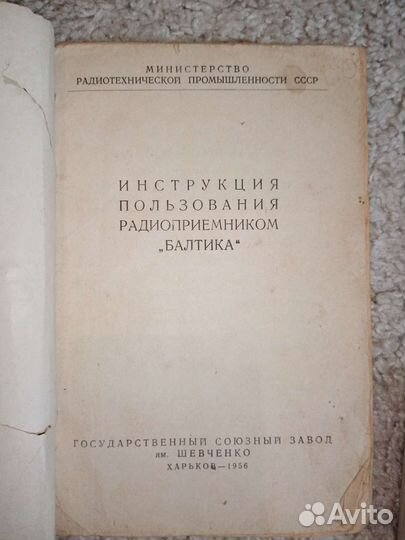 МИНИСТЕРСТВО
РАДИОТЕХНИЧЕСКОЙ ПРОМЫШЛЕННОСТИ СССР
ИНСТРУКЦИЯ
ПОЛЬЗОВАНИЯ
РАДИОПРИЕМНИКОМ
„БАЛТИКА“
ГОСУДАРСТВЕННЫЙ СОЮЗНЫЙ ЗАВОД
им. ШЕВЧЕНКО
ХАРЬКОВ—1956
Avito